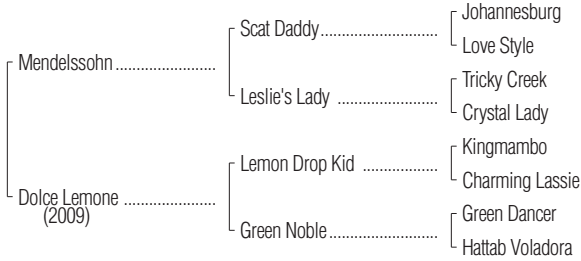 Johannesburg
Scat Daddy
Love Style
Mendelssohn
Tricky Creek
Leslie's Lady
Crystal Lady
Kingmambo
Lemon Drop Kid
Charming Lassie
Dolce Lemone
(2009)
Green Dancer
Green Noble
Hattab Voladora